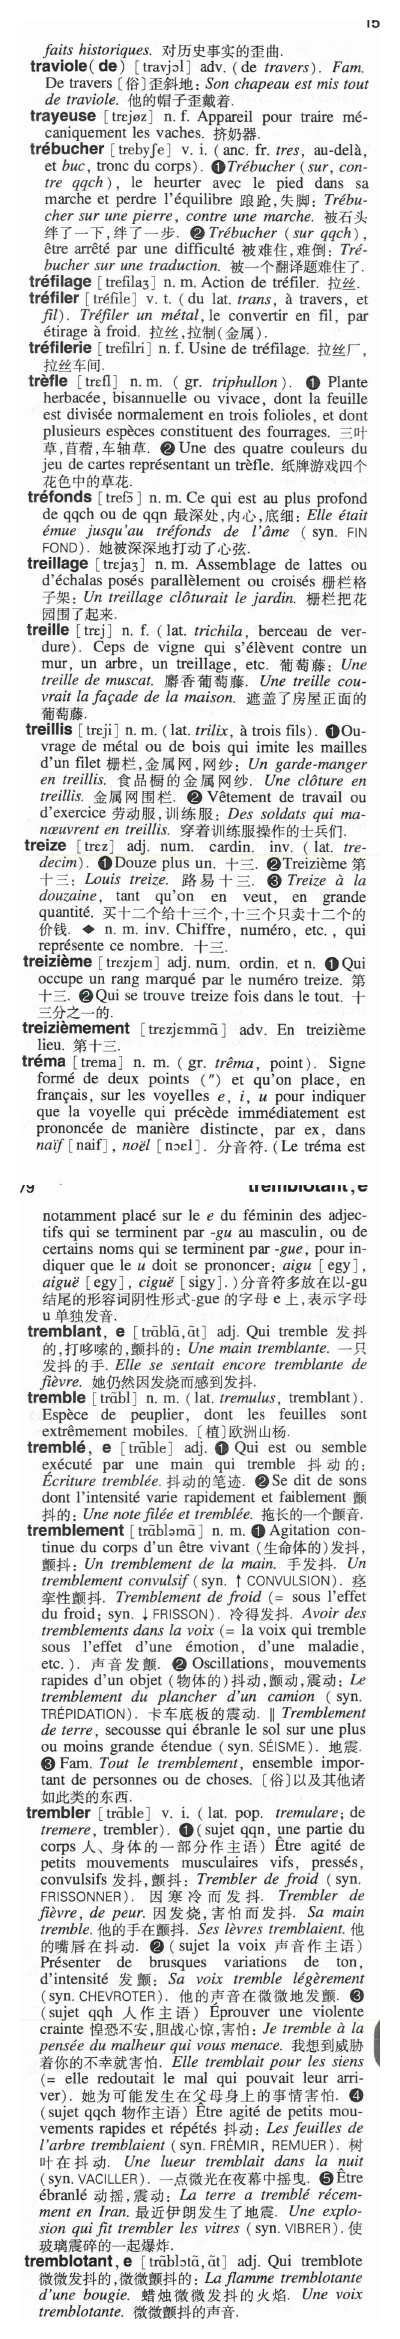 15
faits historiques. 对历史事实的歪曲.
traviole(de) [travjɔl] adv. (de travers). Fam.
De travers [俗]歪斜地: Son chapeau est mis tout
de traviole. 他的帽子歪戴着.
trayeuse [trɛjøz] n. f. Appareil pour traire mé-
caniquement les vaches. 挤奶器.
trébucher [trebyʃe] v. i. (anc. fr. tres, au-delà,
et buc, tronc du corps). ❶Trébucher (sur, con-
tre qqch), le heurter avec le pied dans sa
marche et perdre l'équilibre 踉跄,失脚: Trébu-
cher sur une pierre, contre une marche. 被石头
绊了一下,绊了一步. ❷ Trébucher (sur qqch),
être arrêté par une difficulté 被难住,难倒: Tré-
bucher sur une traduction. 被一个翻译题难住了.
tréfilage [trefilaʒ] n. m. Action de tréfiler. 拉丝.
tréfiler [tréfile] v. t. (du lat. trans, à travers, et
fil). Tréfiler un métal, le convertir en fil, par
étirage à froid. 拉丝,拉制(金属).
tréfilerie [trefilri] n. f. Usine de tréfilage. 拉丝厂,
拉丝车间.
trèfle [trɛfl] n. m. ( gr. triphullon). ❶ Plante
herbacée, bisannuelle ou vivace, dont la feuille
est divisée normalement en trois folioles, et dont
plusieurs espèces constituent des fourrages. 三叶
草,苜蓿,车轴草. ❷ Une des quatre couleurs du
jeu de cartes représentant un trèfle. 纸牌游戏四个
花色中的草花.
tréfonds [trefɔ̃] n. m. Ce qui est au plus profond
de qqch ou de qqn 最深处,内心,底细: Elle était
émue jusqu'au tréfonds de l'âme ( syn. FIN
FOND). 她被深深地打动了心弦.
treillage [trɛjaʒ] n. m. Assemblage de lattes ou
d'échalas posés parallèlement ou croisés 栅栏格
子架: Un treillage clôturait le jardin. 栅栏把花
园围了起来.
treille [trɛj] n. f. (lat. trichila, berceau de ver-
dure). Ceps de vigne qui s'élèvent contre un
mur, un arbre, un treillage, etc. 葡萄藤: Une
treille de muscat. 麝香葡萄藤. Une treille cou-
vrait la façade de la maison. 遮盖了房屋正面的
葡萄藤.
treillis [trɛji] n. m. (lat. trilix, à trois fils). ❶Ou-
vrage de métal ou de bois qui imite les mailles
d'un filet 栅栏,金属网,网纱: Un garde-manger
en treillis. 食品橱的金属网纱. Une clôture en
treillis. 金属网围栏. ❷ Vêtement de travail ou
d'exercice 劳动服,训练服: Des soldats qui ma-
nœuvrent en treillis. 穿着训练服操作的士兵们.
treize [trɛz] adj. num. cardin. inv. ( lat. tre-
decim). ❶Douze plus un. 十三. ❷Treizième 第
十三: Louis treize. 路易十三. ❸ Treize à la
douzaine, tant qu'on en veut, en grande
quantité. 买十二个给十三个,十三个只卖十二个的
价钱. ◆ n. m. inv. Chiffre, numéro, etc., qui
représente ce nombre. 十三.
treizième [trɛzjɛm] adj. num. ordin. et n. ❶Qui
occupe un rang marqué par le numéro treize. 第
十三. ❷Qui se trouve treize fois dans le tout. 十
三分之一的.
treizièmement [trɛzjɛmmɑ̃] adv. En treizième
lieu. 第十三.
tréma [trema] n. m. ( gr. trêma, point). Signe
formé de deux points (") et qu'on place, en
français, sur les voyelles e, i, u pour indiquer
que la voyelle qui précède immédiatement est
prononcée de manière distincte, par ex, dans
naïf [naif], noël [nɔɛl]. 分音符. (Le tréma est
79 tremblotant,e
notamment placé sur le e du féminin des adjec-
tifs qui se terminent par -gu au masculin, ou de
certains noms qui se terminent par -gue, pour in-
diquer que le u doit se prononcer: aigu [egy],
aiguë [egy], ciguë [sigy].)分音符多放在以-gu
结尾的形容词阴性形式-gue 的字母 e 上,表示字母
u 单独发音.
tremblant, e [trɑ̃blɑ̃,ɑ̃t] adj. Qui tremble 发抖
的,打哆嗦的,颤抖的: Une main tremblante. 一只
发抖的手. Elle se sentait encore tremblante de
fièvre. 她仍然因发烧而感到发抖.
tremble [trɑ̃bl] n. m. (lat. tremulus, tremblant).
Espèce de peuplier, dont les feuilles sont
extrêmement mobiles. [植]欧洲山杨.
tremblé, e [trɑ̃ble] adj. ❶ Qui est ou semble
exécuté par une main qui tremble 抖动的:
Écriture tremblée. 抖动的笔迹. ❷Se dit de sons
dont l'intensité varie rapidement et faiblement 颤
抖的: Une note filée et tremblée. 拖长的一个颤音.
tremblement [trɑ̃bləmɑ̃] n. m. ❶ Agitation con-
tinue du corps d'un être vivant (生命体的)发抖,
颤抖: Un tremblement de la main. 手发抖. Un
tremblement convulsif (syn. ↑ CONVULSION). 痉
挛性颤抖. Tremblement de froid (= sous l'effet
du froid; syn. ↓FRISSON). 冷得发抖. Avoir des
tremblements dans la voix (= la voix qui tremble
sous l'effet d'une émotion, d'une maladie,
etc.). 声音发颤. ❷ Oscillations, mouvements
rapides d'un objet (物体的)抖动,颤动,震动: Le
tremblement du plancher d'un camion ( syn.
TRÉPIDATION). 卡车底板的震动. ‖ Tremblement
de terre, secousse qui ébranle le sol sur une plus
ou moins grande étendue (syn. SÉISME). 地震.
❸ Fam. Tout le tremblement, ensemble impor-
tant de personnes ou de choses. [俗]以及其他诸
如此类的东西.
trembler [trɑ̃ble] v. i. ( lat. pop. tremulare; de
tremere, trembler). ❶(sujet qqn, une partie du
corps 人、身体的一部分作主语) Être agité de
petits mouvements musculaires vifs, pressés,
convulsifs 发抖,颤抖: Trembler de froid (syn.
FRISSONNER). 因寒冷而发抖. Trembler de
fièvre, de peur. 因发烧,害怕而发抖. Sa main
tremble. 他的手在颤抖. Ses lèvres tremblaient. 他
的嘴唇在抖动. ❷ (sujet la voix 声音作主语)
Présenter de brusques variations de ton,
d'intensité 发颤: Sa voix tremble légèrement
(syn. CHEVROTER). 他的声音在微微地发颤. ❸
(sujet qqh 人作主语) Éprouver une violente
crainte 惶恐不安,胆战心惊,害怕: Je tremble à la
pensée du malheur qui vous menace. 我想到威胁
着你的不幸就害怕. Elle tremblait pour les siens
(= elle redoutait le mal qui pouvait leur arri-
ver). 她为可能发生在父母身上的事情害怕. ❹
(sujet qqch 物作主语) Être agité de petits mou-
vements rapides et répétés 抖动: Les feuilles de
l'arbre tremblaient (syn. FRÉMIR, REMUER). 树
叶在抖动. Une lueur tremblait dans la nuit
(syn. VACILLER). 一点微光在夜幕中摇曳. ❺Être
ébranlé 动摇,震动: La terre a tremblé récem-
ment en Iran. 最近伊朗发生了地震. Une explo-
sion qui fit trembler les vitres (syn. VIBRER). 使
玻璃震碎的一起爆炸.
tremblotant, e [trɑ̃blɔtɑ̃,ɑ̃t] adj. Qui tremblote
微微发抖的,微微颤抖的: La flamme tremblotante
d'une bougie. 蜡烛微微发抖的火焰. Une voix
tremblotante. 微微颤抖的声音.